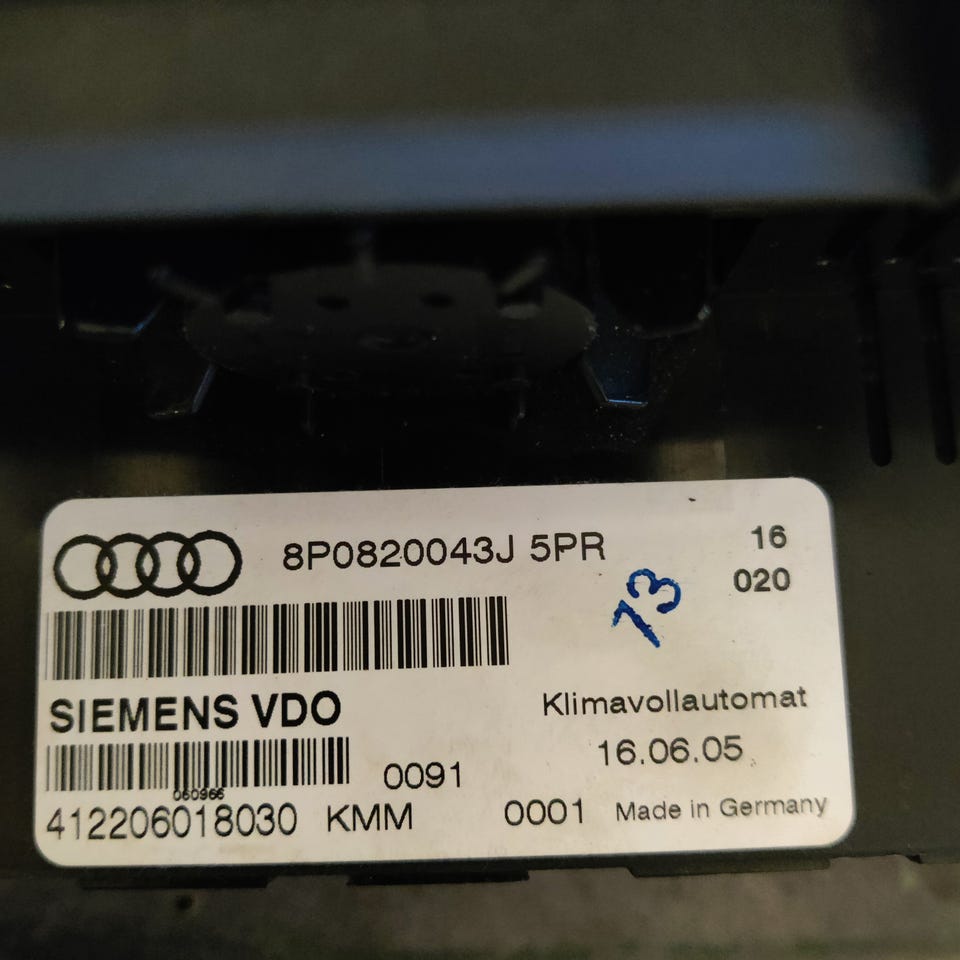 8P0820043J 5PR
16
020
13
SIEMENS VDO
Klimavollautomat
16.06.05
0091
060966
412206018030 KMM 0001 Made in Germany